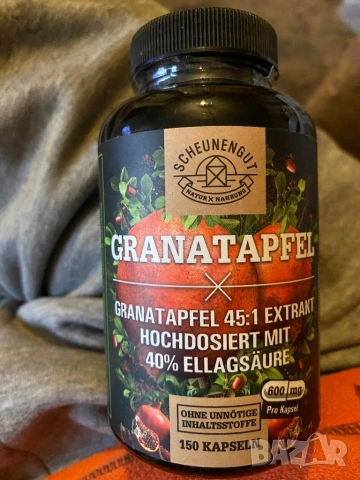 SCHEUNENGUT
NATUR X NAHRUNG
GRANATAPFEL
GRANATAPFEL 45:1 EXTRAKT
HOCHDOSIERT MIT
40% ELLAGSÄURE
600 mg
Pro Kapsel
OHNE UNNÖTIGE
INHALTSSTOFFE
150 KAPSELN
BAZAR